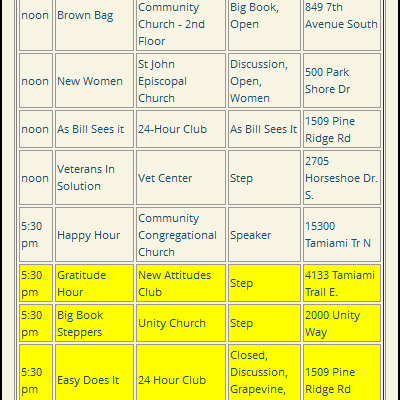 noon Brown Bag Community Church - 2nd Floor Big Book, Open 849 7th Avenue South
noon New Women St John Episcopal Church Discussion, Open, Women 500 Park Shore Dr
noon As Bill Sees it 24-Hour Club As Bill Sees It 1509 Pine Ridge Rd
noon Veterans In Solution Vet Center Step 2705 Horseshoe Dr. S.
5:30 pm Happy Hour Community Congregational Church Speaker 15300 Tamiami Tr N
5:30 pm Gratitude Hour New Attitudes Club Step 4133 Tamiami Trail E.
5:30 pm Big Book Steppers Unity Church Step 2000 Unity Way
5:30 pm Easy Does It 24 Hour Club Closed, Discussion, Grapevine, 1509 Pine Ridge Rd